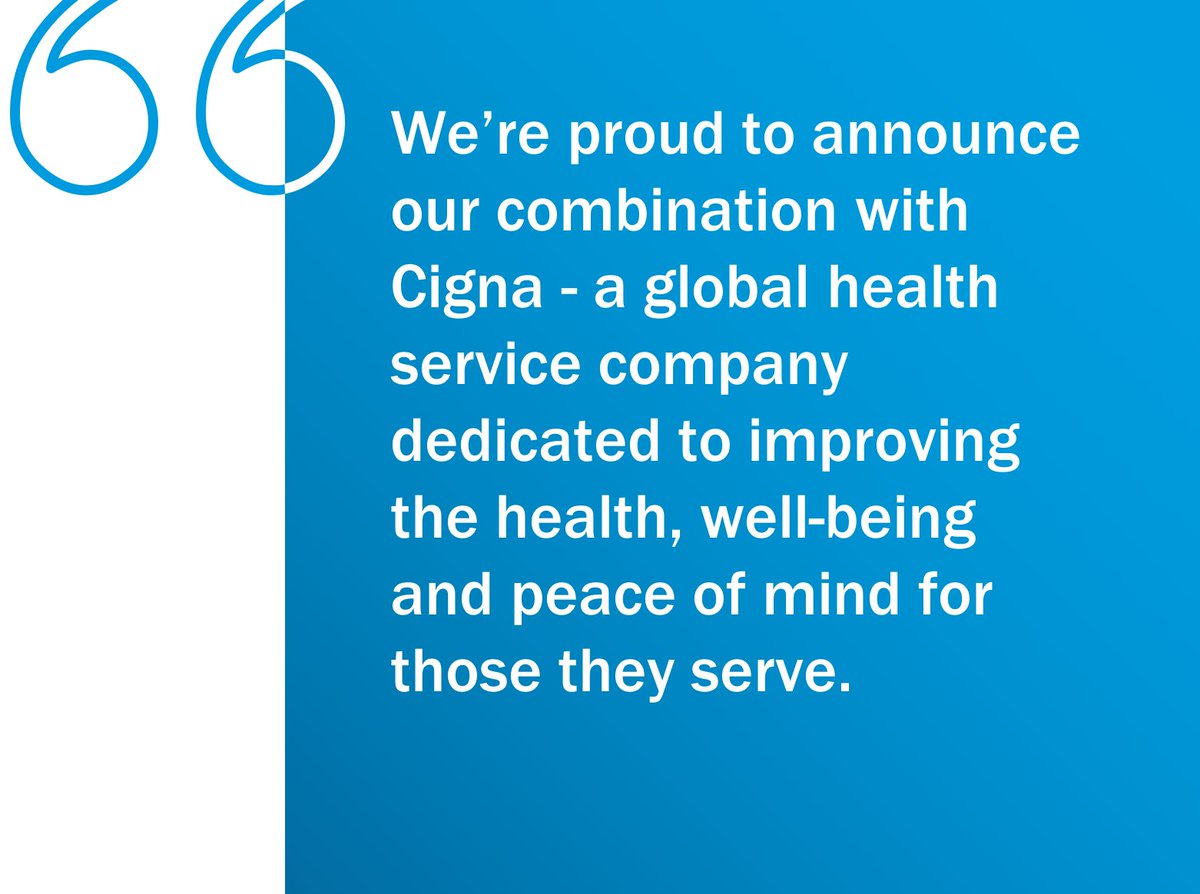 We’re proud to announce
our combination with
Cigna - a global health
service company
dedicated to improving
the health, well-being
and peace of mind for
those they serve.